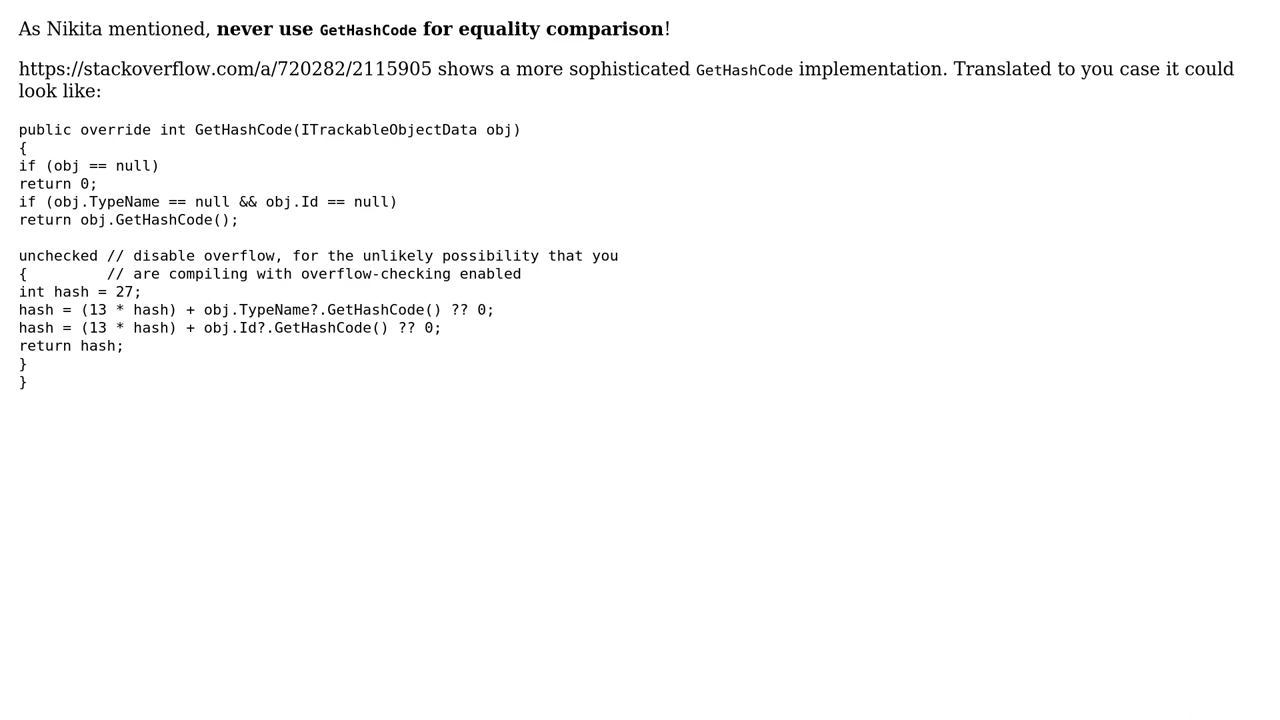 As Nikita mentioned, never use GetHashCode for equality comparison!
https://stackoverflow.com/a/720282/2115905 shows a more sophisticated GetHashCode implementation. Translated to you case it could
look like:
public override int GetHashCode(ITrackableObjectData obj)
{
if (obj == null)
return 0;
if (obj.TypeName == null && obj.Id == null)
return obj.GetHashCode();
unchecked // disable overflow, for the unlikely possibility that you
{         // are compiling with overflow-checking enabled
int hash = 27;
hash = (13 * hash) + obj.TypeName?.GetHashCode() ?? 0;
hash = (13 * hash) + obj.Id?.GetHashCode() ?? 0;
return hash;
}
}